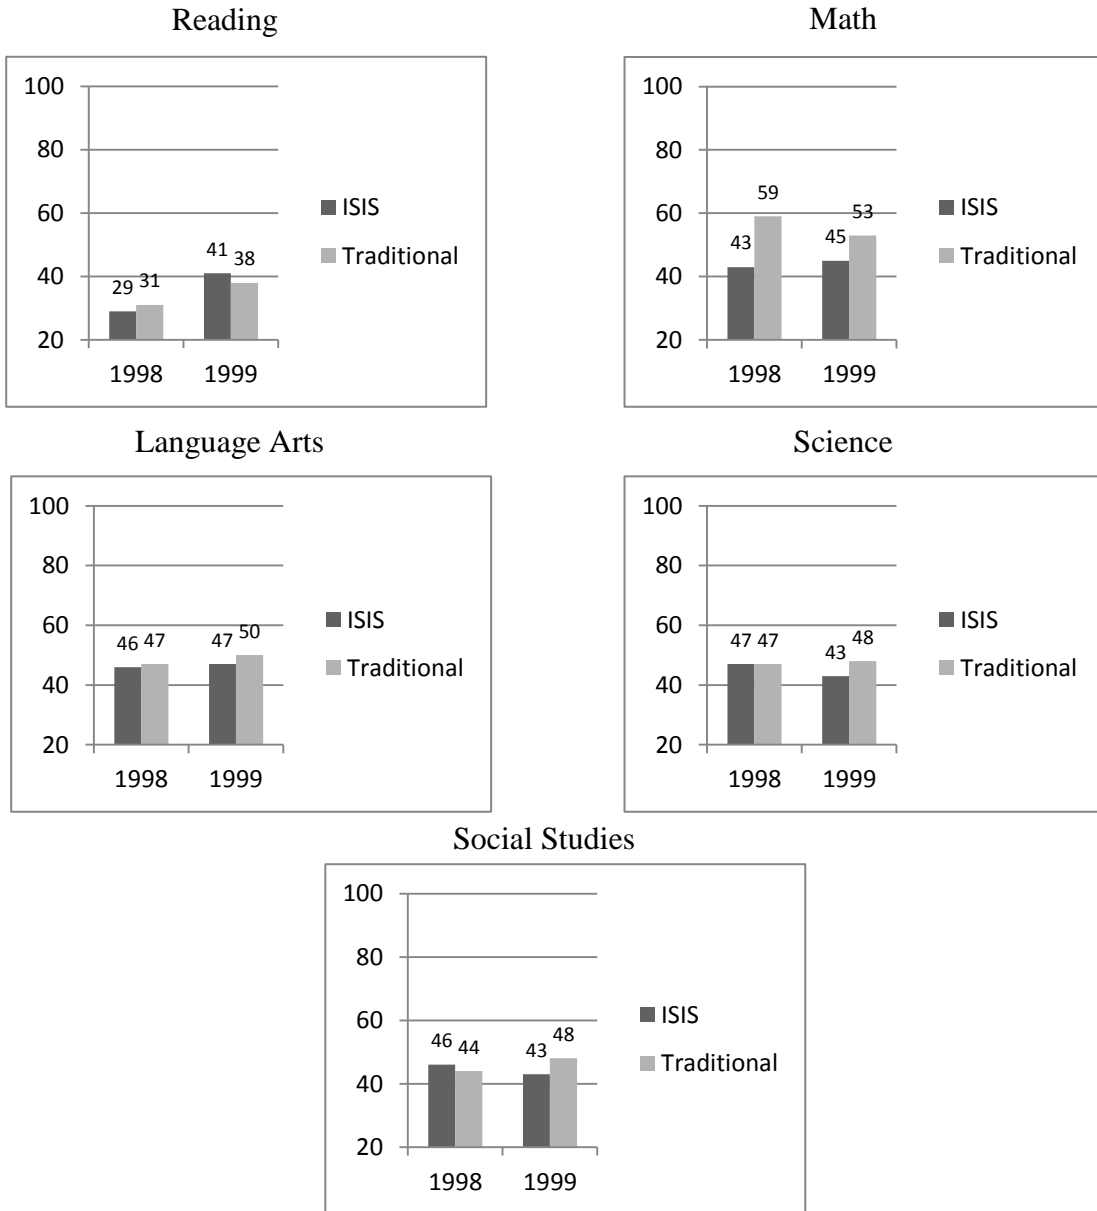 Reading
100
80
60
40
20
29 31
41 38
1998 1999
ISIS
Traditional
Math
100
80
60
40
20
43 59
45 53
1998 1999
ISIS
Traditional
Language Arts
100
80
60
40
20
46 47
47 50
1998 1999
ISIS
Traditional
Science
100
80
60
40
20
47 47
43 48
1998 1999
ISIS
Traditional
Social Studies
100
80
60
40
20
46 44
43 48
1998 1999
ISIS
Traditional